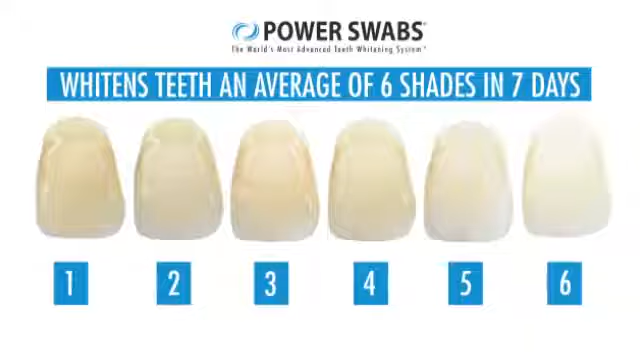 POWER SWABS®
The World's Most Advanced Teeth Whitening System™
WHITENS TEETH AN AVERAGE OF 6 SHADES IN 7 DAYS
1 2 3 4 5 6